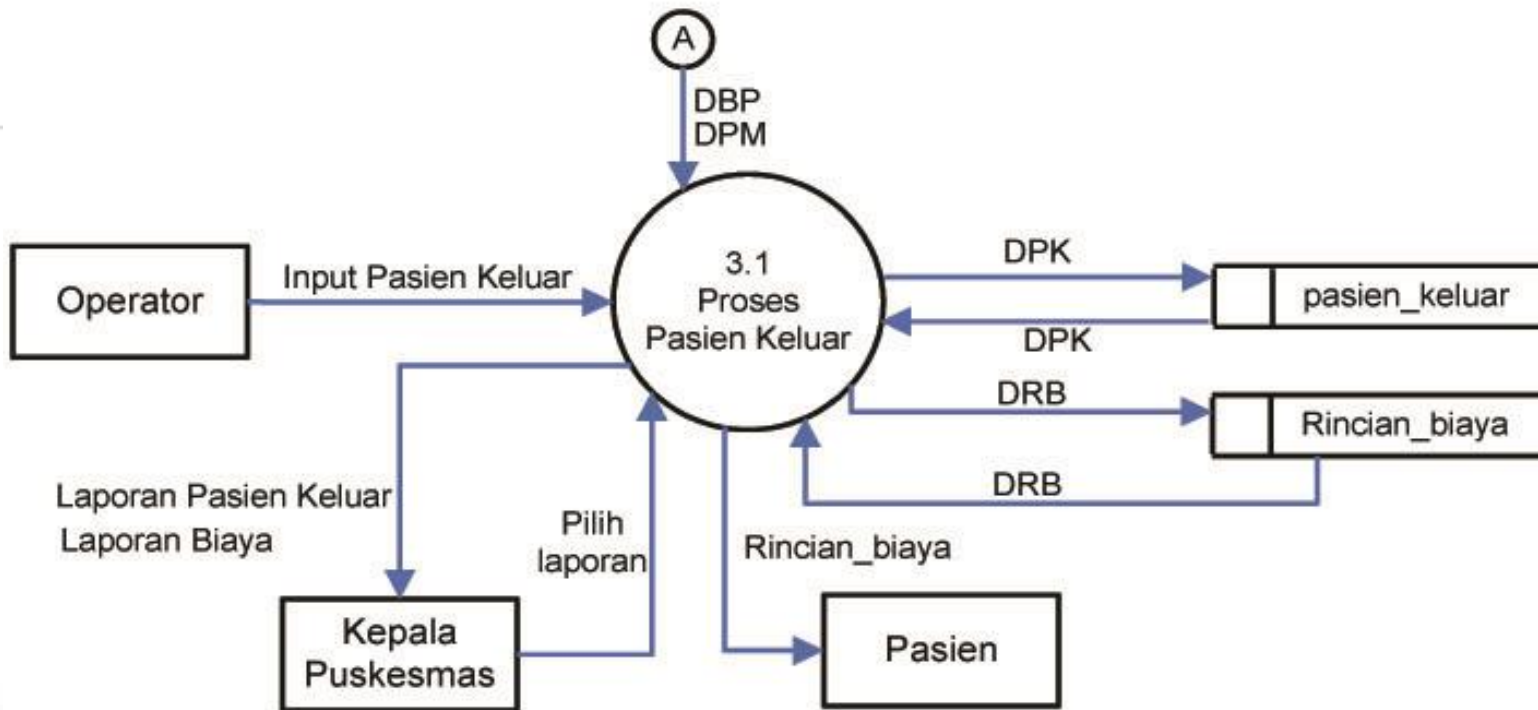 A
DBP
DPM
3.1
Proses
Pasien Keluar
Operator
Input Pasien Keluar
DPK
pasien_keluar
DPK
DRB
Rincian_biaya
DRB
Laporan Pasien Keluar
Laporan Biaya
Pilih
laporan
Rincian_biaya
Kepala
Puskesmas
Pasien